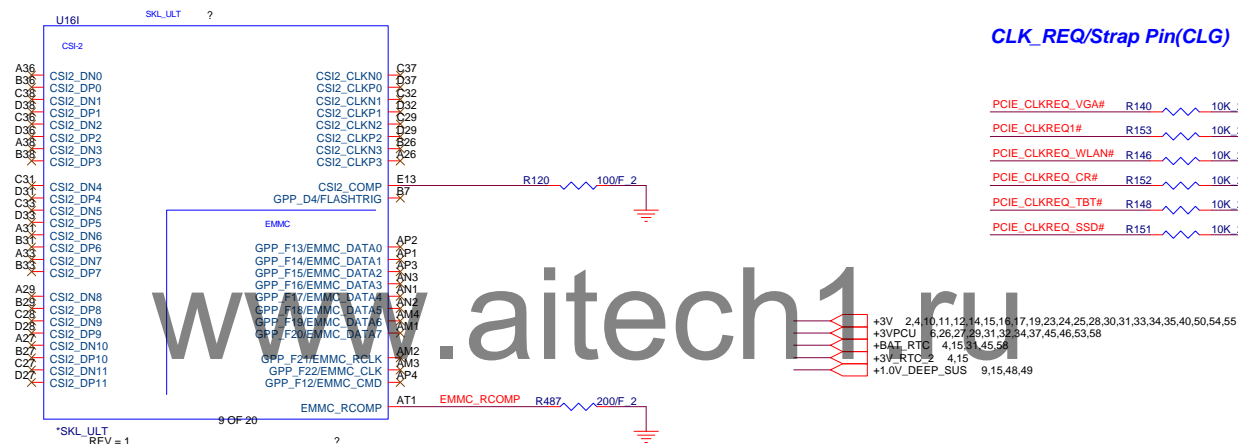 SKL_ULT ?
U16I
CSI-2
A36 CSI2_DN0
B36 CSI2_DP0
C38 CSI2_DN1
D38 CSI2_DP1
C36 CSI2_DN2
D36 CSI2_DP2
A38 CSI2_DN3
B38 CSI2_DP3
C31 CSI2_DN4
D31 CSI2_DP4
C33 CSI2_DN5
D33 CSI2_DP5
A31 CSI2_DN6
B31 CSI2_DP6
A33 CSI2_DN7
B33 CSI2_DP7
A29 CSI2_DN8
B29 CSI2_DP8
C28 CSI2_DN9
D28 CSI2_DP9
A27 CSI2_DN10
B27 CSI2_DP10
C27 CSI2_DN11
D27 CSI2_DP11
CSI2_CLKN0 C37
CSI2_CLKP0 D37
CSI2_CLKN1 C32
CSI2_CLKP1 D32
CSI2_CLKN2 C29
CSI2_CLKP2 D29
CSI2_CLKN3 B26
CSI2_CLKP3 A26
CSI2_COMP E13 R120 100/F_2
GPP_D4/FLASHTRIG B7
EMMC
GPP_F13/EMMC_DATA0 AP2
GPP_F14/EMMC_DATA1 AP1
GPP_F15/EMMC_DATA2 AP3
GPP_F16/EMMC_DATA3 AN3
GPP_F17/EMMC_DATA4 AN1
GPP_F18/EMMC_DATA5 AN2
GPP_F19/EMMC_DATA6 AM4
GPP_F20/EMMC_DATA7 AM1
GPP_F21/EMMC_RCLK AM2
GPP_F22/EMMC_CLK AM3
GPP_F12/EMMC_CMD AP4
EMMC_RCOMP AT1 EMMC_RCOMP R487 200/F_2
9 OF 20
*SKL_ULT
REV = 1 ?
CLK_REQ/Strap Pin(CLG)
PCIE_CLKREQ_VGA# R140 10K_
PCIE_CLKREQ1# R153 10K_
PCIE_CLKREQ_WLAN# R146 10K_
PCIE_CLKREQ_CR# R152 10K_
PCIE_CLKREQ_TBT# R148 10K_
PCIE_CLKREQ_SSD# R151 10K_
+3V 2,4,10,11,12,14,15,16,17,19,23,24,25,28,30,31,33,34,35,40,50,54,55
+3VPCU 6,26,27,29,31,32,34,37,45,46,53,58
+BAT_RTC 4,15,31,45,58
+3V_RTC_2 4,15
+1.0V_DEEP_SUS 9,15,48,49
www.aitech1.ru